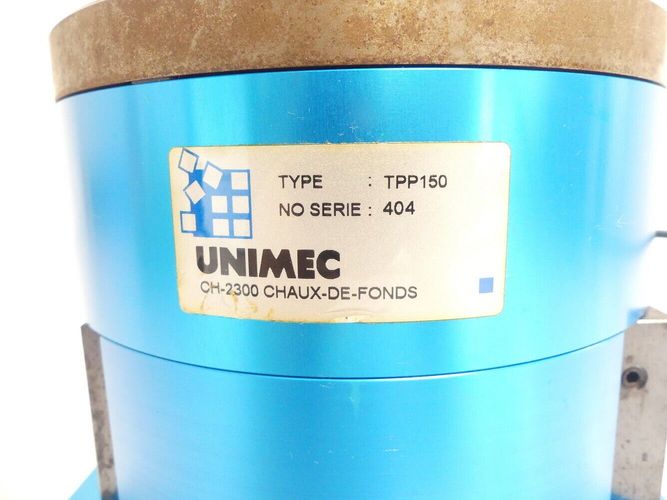 TYPE : TPP150
NO SERIE : 404
UNIMEC
CH-2300 CHAUX-DE-FONDS